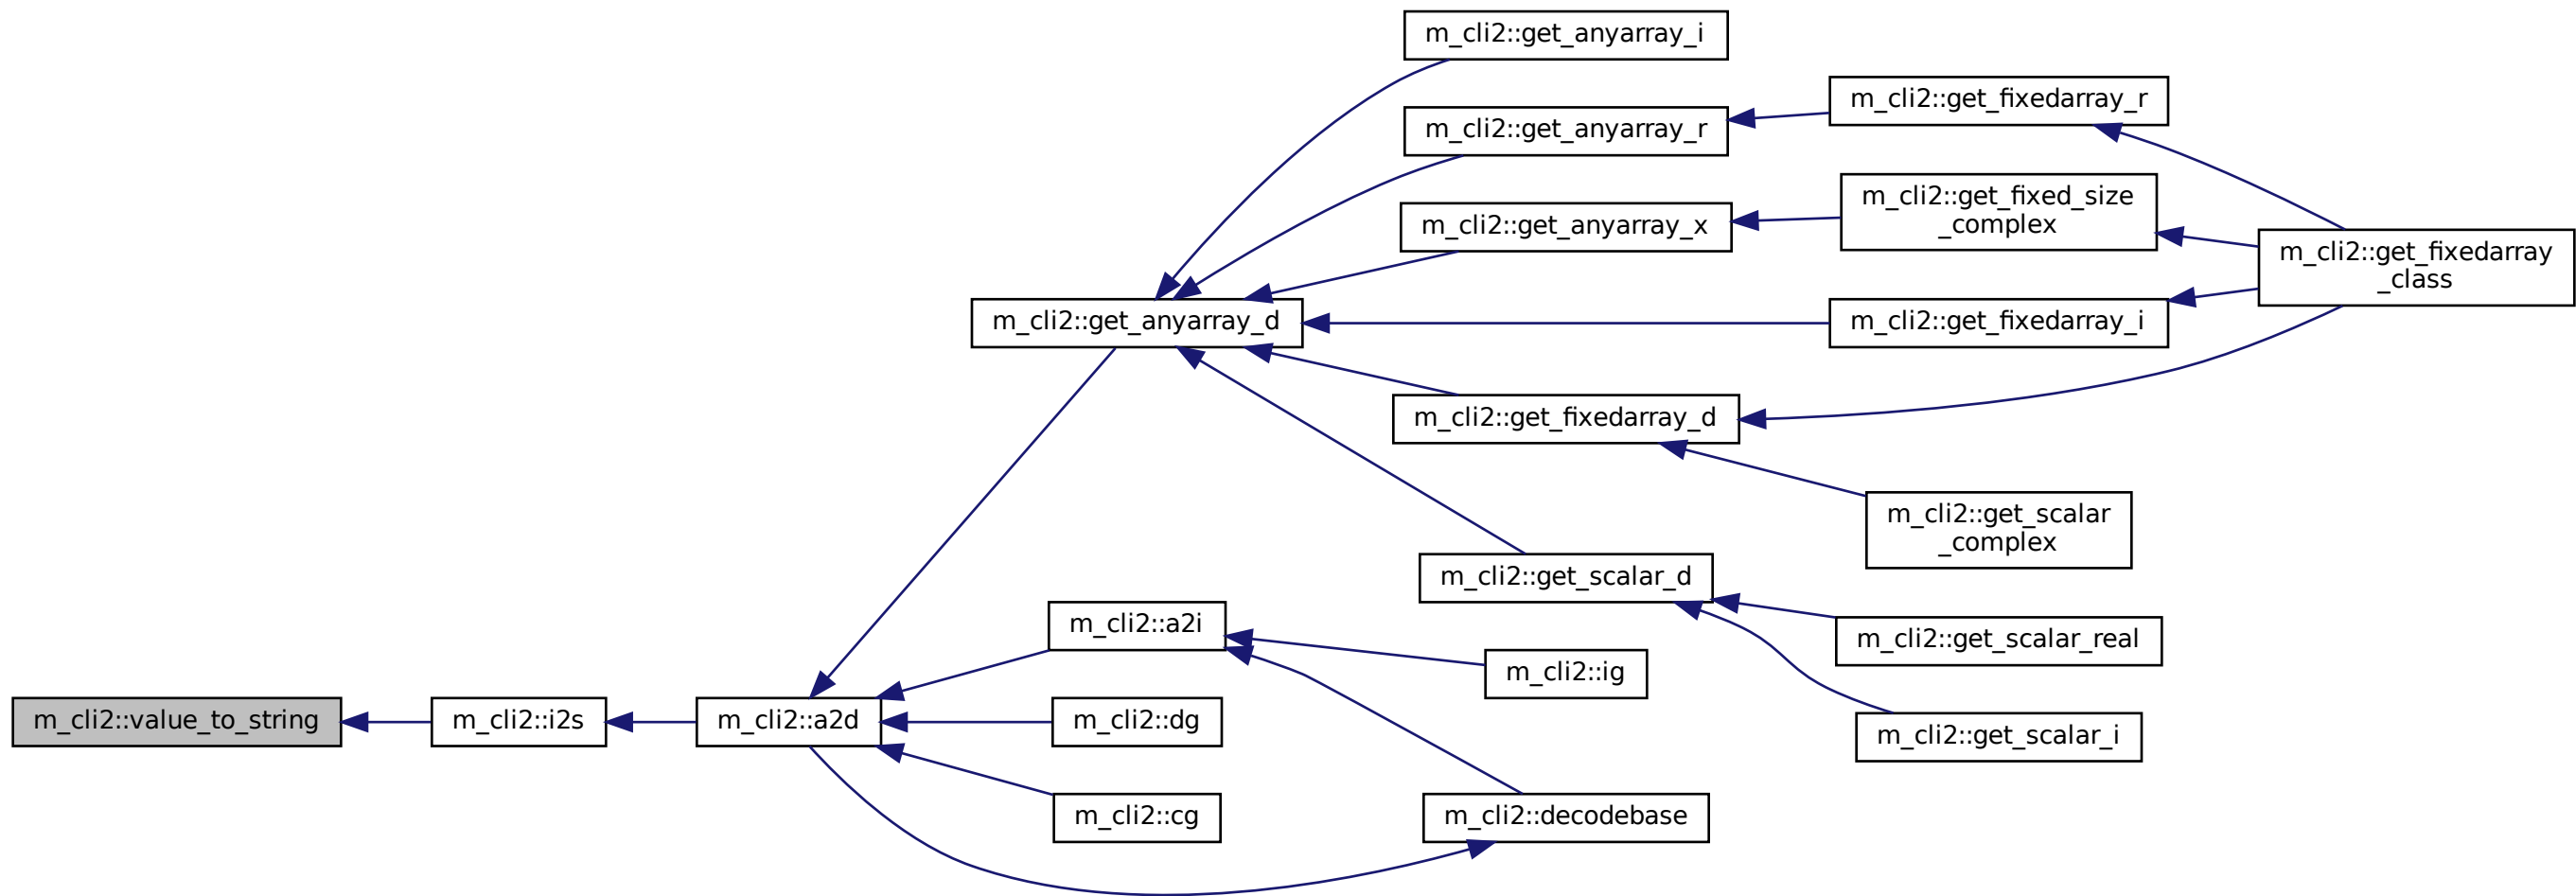 m_cli2::get_anyarray_i
m_cli2::get_fixedarray_r
m_cli2::get_anyarray_r
m_cli2::get_fixed_size
_complex
m_cli2::get_anyarray_x
m_cli2::get_fixedarray
_class
m_cli2::get_anyarray_d
m_cli2::get_fixedarray_i
m_cli2::get_fixedarray_d
m_cli2::get_scalar
_complex
m_cli2::get_scalar_d
m_cli2::a2i
m_cli2::get_scalar_real
m_cli2::ig
m_cli2::value_to_string
m_cli2::i2s
m_cli2::a2d
m_cli2::dg
m_cli2::get_scalar_i
m_cli2::cg
m_cli2::decodebase